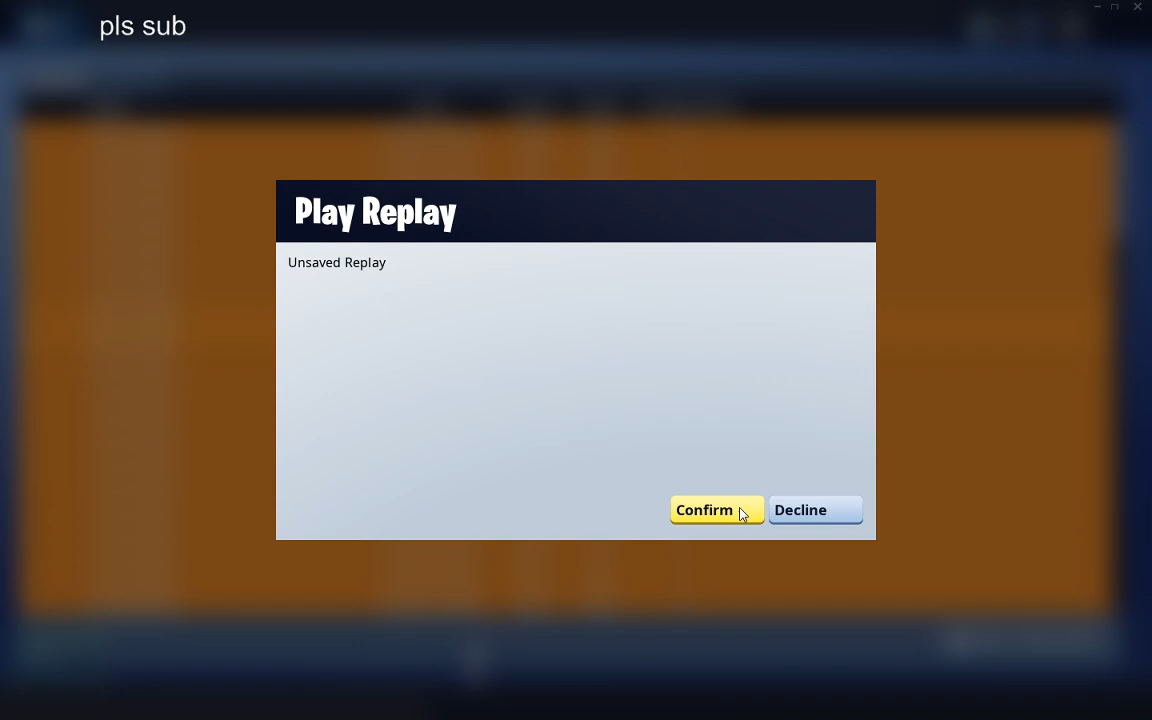 pls sub
Play Replay
Unsaved Replay
Confirm
Decline